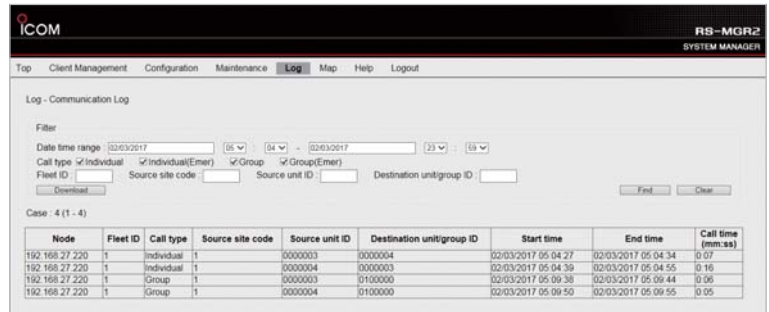 ICOM
RS-MGR2
SYSTEM MANAGER
Top Client Management Configuration Maintenance Log Map Help Logout
Log - Communication Log
Filter
Date time range : 02/03/2017 05 : 04 - 02/03/2017 23 : 59
Call type Individual Individual(Emer) Group Group(Emer)
Fleet ID : Source site code : Source unit ID : Destination unit/group ID :
Download Find Clear
Case : 4 (1 - 4)
Node Fleet ID Call type Source site code Source unit ID Destination unit/group ID Start time End time Call time (mm:ss)
192.168.27.220 1 Individual 1 0000003 0000004 02/03/2017 05:04:27 02/03/2017 05:04:34 0:07
192.168.27.220 1 Individual 1 0000004 0000003 02/03/2017 05:04:39 02/03/2017 05:04:55 0:16
192.168.27.220 1 Group 1 0000003 0100000 02/03/2017 05:09:38 02/03/2017 05:09:44 0:06
192.168.27.220 1 Group 1 0000004 0100000 02/03/2017 05:09:50 02/03/2017 05:09:55 0:05